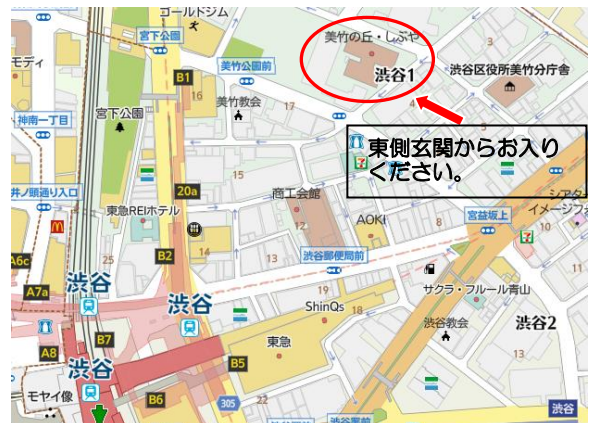 ゴールドジム
宮下公園
美竹の丘・しぶや
モディ
B1
美竹公園前
渋谷1
渋谷区役所美竹分庁舎
3
16
美竹教会
17
宮下公園
神南一丁目
東側玄関からお入り
ください。
15
20a
商工会館
井ノ頭通り入口
東急REIホテル
12
AOKI
4
宮益坂上
シアター
イメージフォ
10
B2
14
13
渋谷郵便局前
11
A6c
25
A7a
渋谷
渋谷
19
サクラ・フルール青山
ShinQs
18
渋谷教会
渋谷2
A8
B7
東急
13
渋谷
B5
モヤイ像
B6
305
22
渋谷